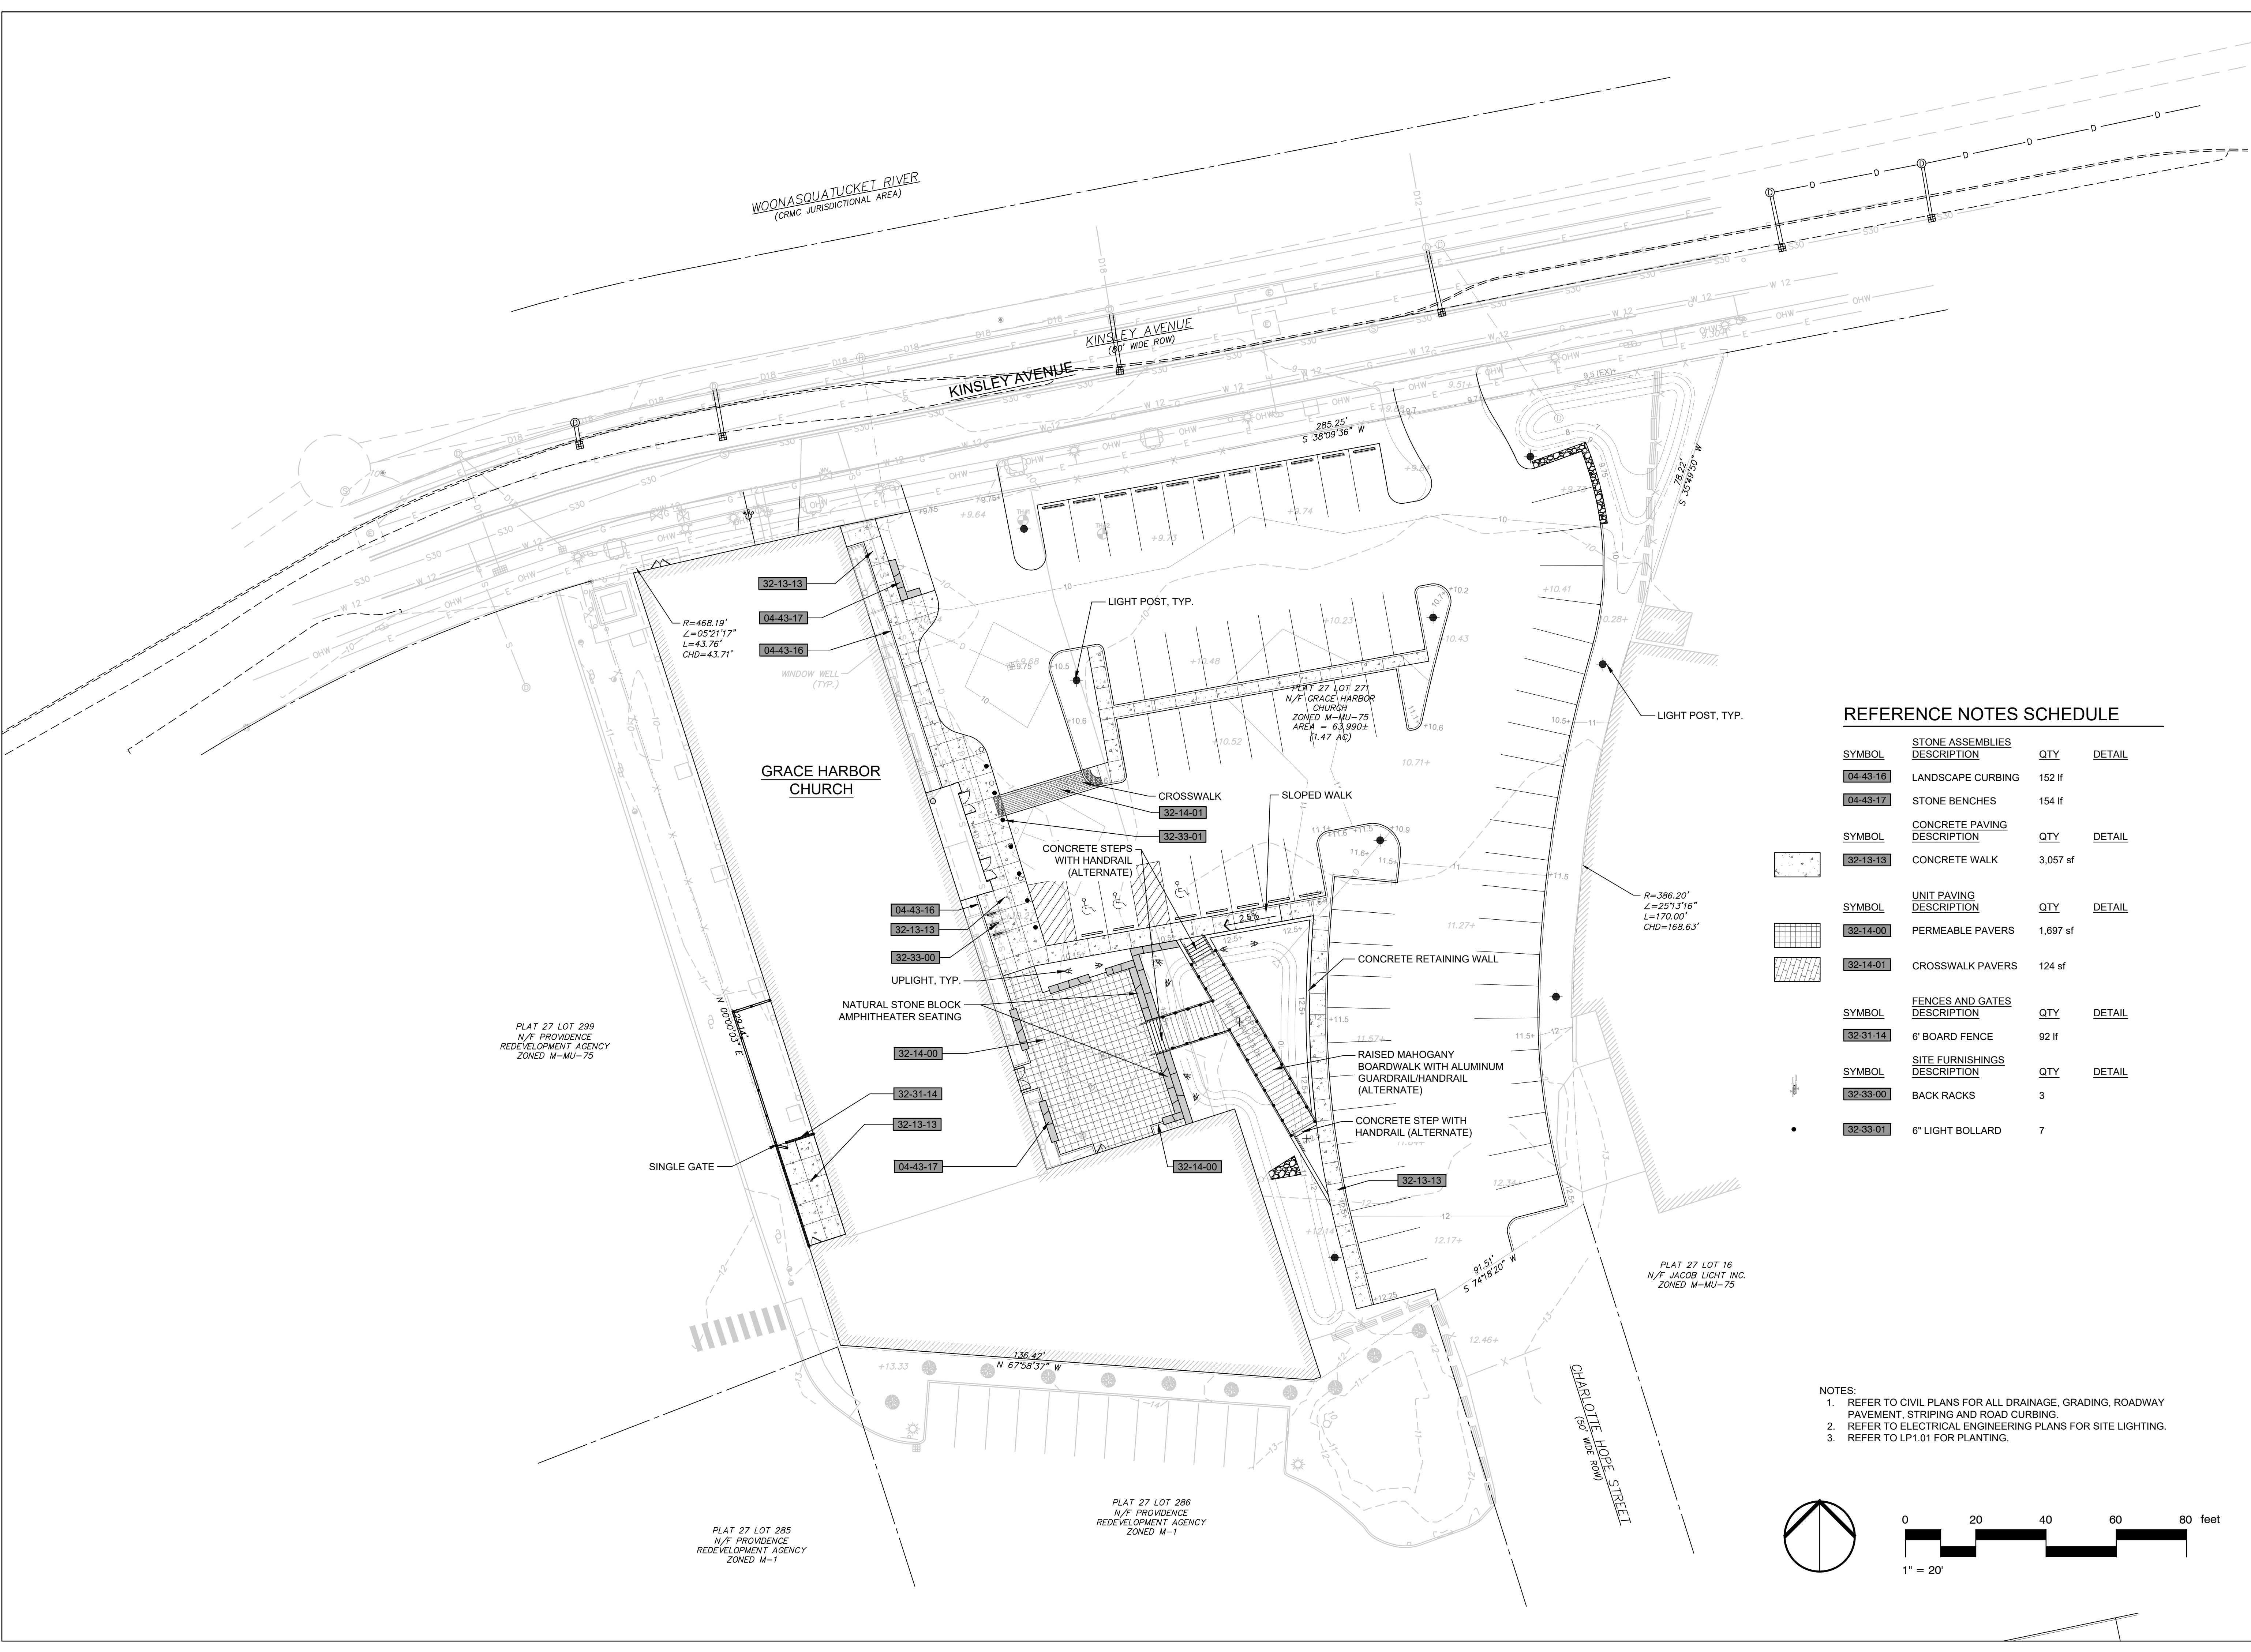 WOONASQUATUCKET RIVER
(CRMC JURISDICTIONAL AREA)
KINSLEY AVENUE
(80' WIDE ROW)
KINSLEY AVENUE
285.25'
S 38°09'36" W
78.22'
S 35°49'50" W
32-13-13
04-43-17
04-43-16
R=468.19'
∠=05°21'17"
L=43.76'
CHD=43.71'
WINDOW WELL
(TYP.)
LIGHT POST, TYP.
PLAT 27 LOT 271
N/F GRACE HARBOR
CHURCH
ZONED M-MU-75
AREA = 63,990±
(1.47 AC)
LIGHT POST, TYP.
GRACE HARBOR
CHURCH
CROSSWALK
32-14-01
32-33-01
SLOPED WALK
2.5%
CONCRETE STEPS
WITH HANDRAIL
(ALTERNATE)
04-43-16
32-13-13
32-33-00
UPLIGHT, TYP.
NATURAL STONE BLOCK
AMPHITHEATER SEATING
32-14-00
32-31-14
32-13-13
SINGLE GATE
04-43-17
32-14-00
CONCRETE RETAINING WALL
RAISED MAHOGANY
BOARDWALK WITH ALUMINUM
GUARDRAIL/HANDRAIL
(ALTERNATE)
CONCRETE STEP WITH
HANDRAIL (ALTERNATE)
32-13-13
R=386.20'
∠=25°13'16"
L=170.00'
CHD=168.63'
N 00°00'03" E
PLAT 27 LOT 299
N/F PROVIDENCE
REDEVELOPMENT AGENCY
ZONED M-MU-75
91.51'
S 74°18'20" W
PLAT 27 LOT 16
N/F JACOB LICHT INC.
ZONED M-MU-75
136.42'
N 67°58'37" W
CHARLOTTE HOPE STREET
(50' WIDE ROW)
PLAT 27 LOT 286
N/F PROVIDENCE
REDEVELOPMENT AGENCY
ZONED M-1
PLAT 27 LOT 285
N/F PROVIDENCE
REDEVELOPMENT AGENCY
ZONED M-1
REFERENCE NOTES SCHEDULE
STONE ASSEMBLIES
SYMBOL DESCRIPTION QTY DETAIL
04-43-16 LANDSCAPE CURBING 152 lf
04-43-17 STONE BENCHES 154 lf
CONCRETE PAVING
SYMBOL DESCRIPTION QTY DETAIL
32-13-13 CONCRETE WALK 3,057 sf
UNIT PAVING
SYMBOL DESCRIPTION QTY DETAIL
32-14-00 PERMEABLE PAVERS 1,697 sf
32-14-01 CROSSWALK PAVERS 124 sf
FENCES AND GATES
SYMBOL DESCRIPTION QTY DETAIL
32-31-14 6' BOARD FENCE 92 lf
SITE FURNISHINGS
SYMBOL DESCRIPTION QTY DETAIL
32-33-00 BACK RACKS 3
32-33-01 6" LIGHT BOLLARD 7
NOTES:
1. REFER TO CIVIL PLANS FOR ALL DRAINAGE, GRADING, ROADWAY
PAVEMENT, STRIPING AND ROAD CURBING.
2. REFER TO ELECTRICAL ENGINEERING PLANS FOR SITE LIGHTING.
3. REFER TO LP1.01 FOR PLANTING.
0 20 40 60 80 feet
1" = 20'